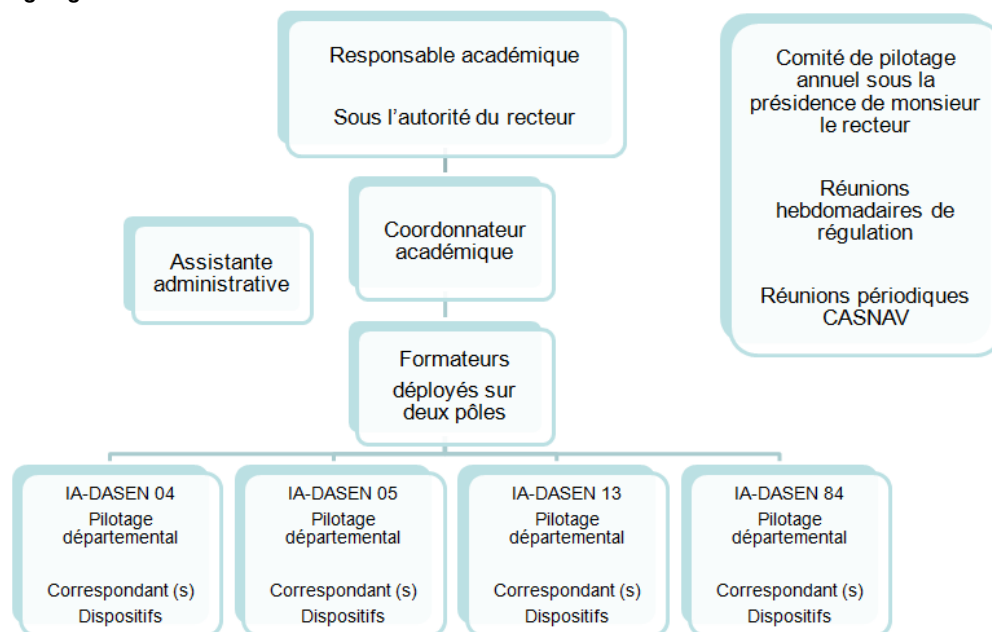 Responsable académique
Sous l'autorité du recteur
Comité de pilotage
annuel sous la
présidence de monsieur
le recteur
Réunions
hebdomadaires de
régulation
Réunions périodiques
CASNAV
Coordonnateur
académique
Assistante
administrative
Formateurs
déployés sur
deux pôles
IA-DASEN 04
Pilotage
départemental
Correspondant (s)
Dispositifs
IA-DASEN 05
Pilotage
départemental
Correspondant (s)
Dispositifs
IA-DASEN 13
Pilotage
départemental
Correspondant (s)
Dispositifs
IA-DASEN 84
Pilotage
départemental
Correspondant (s)
Dispositifs